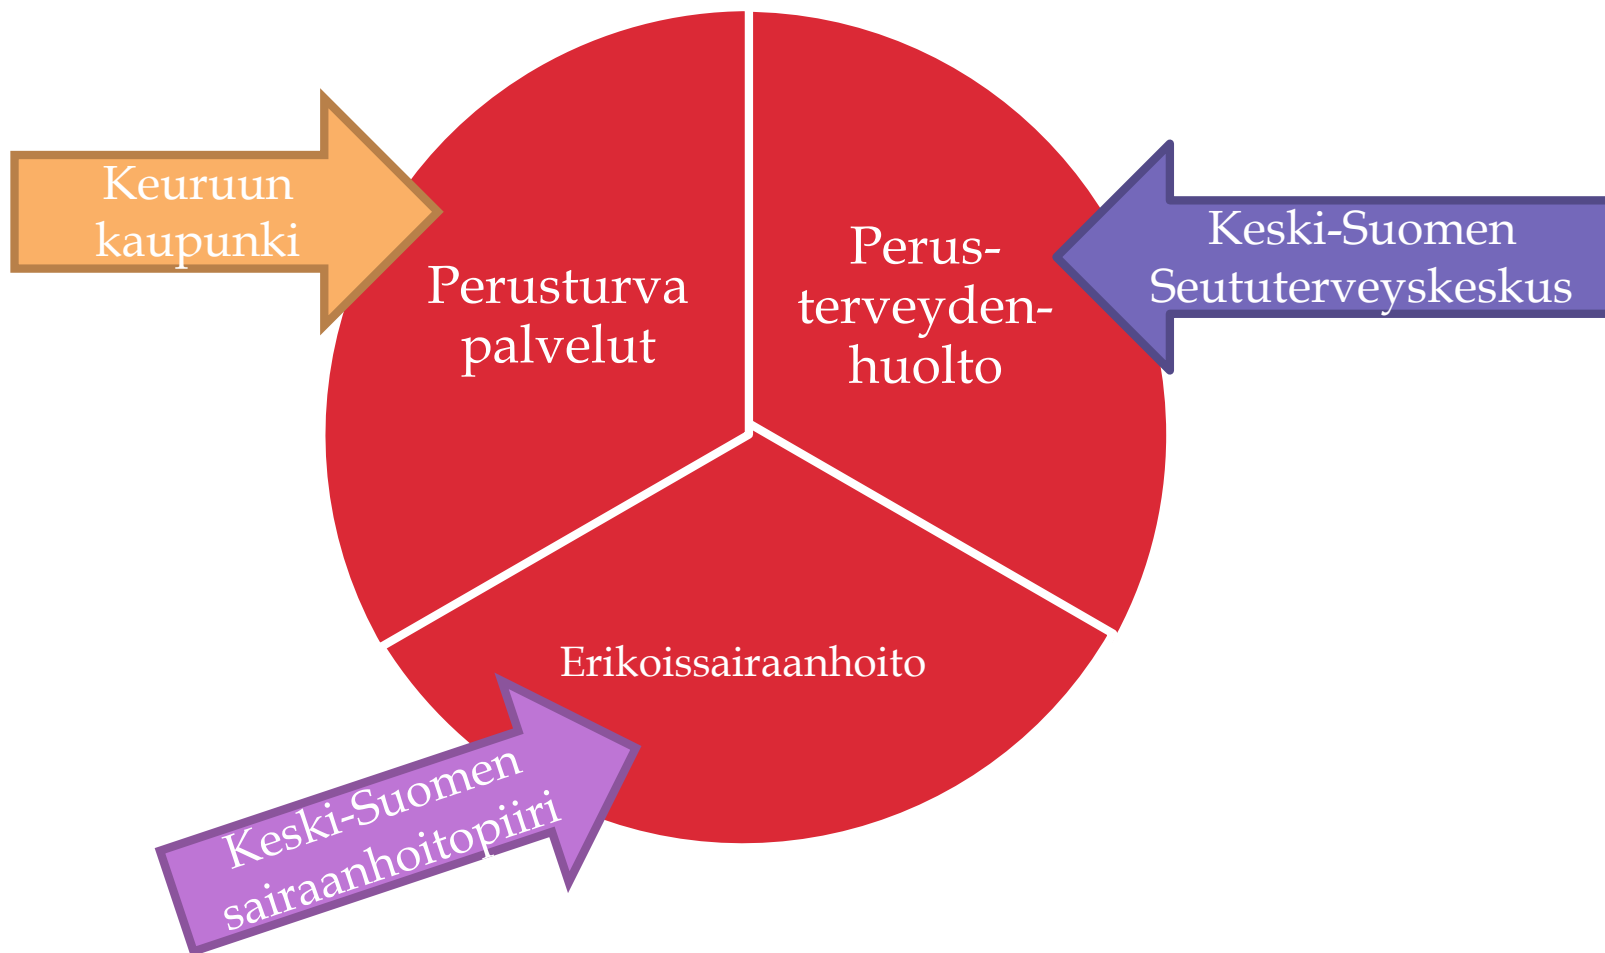 Keuruun
kaupunki
Perusturva
palvelut
Perus-
terveyden-
huolto
Keski-Suomen
Seututerveyskeskus
Erikoissairaanhoito
Keski-Suomen
sairaanhoitopiiri